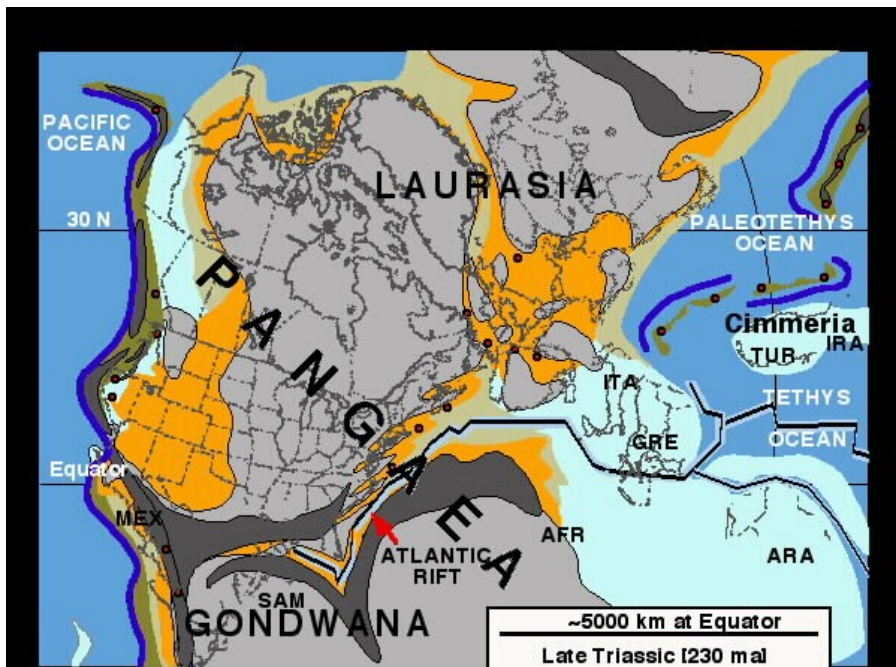 PACIFIC
OCEAN
LAURASIA
30 N
PALEOTETHYS
OCEAN
PANGAEA
Cimmeria
TUR
IRA
ITA
TETHYS
OCEAN
GRE
Equator
MEX
AFR
ATLANTIC
RIFT
ARA
SAM
GONDWANA
~5000 km at Equator
Late Triassic [230 ma]